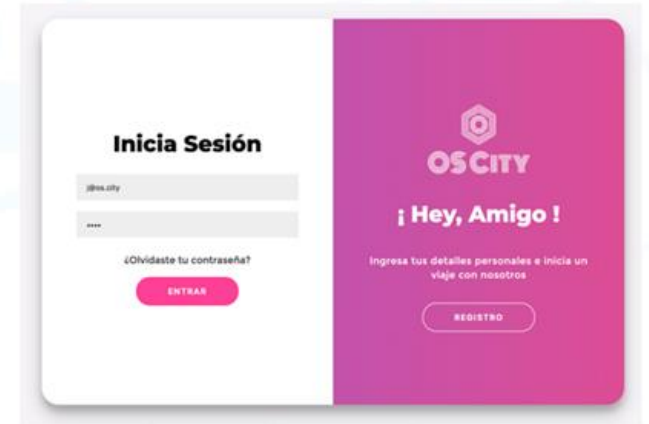 Inicia Sesión
j@os.city
••••
¿Olvidaste tu contraseña?
ENTRAR
OS CITY
¡ Hey, Amigo !
Ingresa tus detalles personales e inicia un
viaje con nosotros
REGISTRO